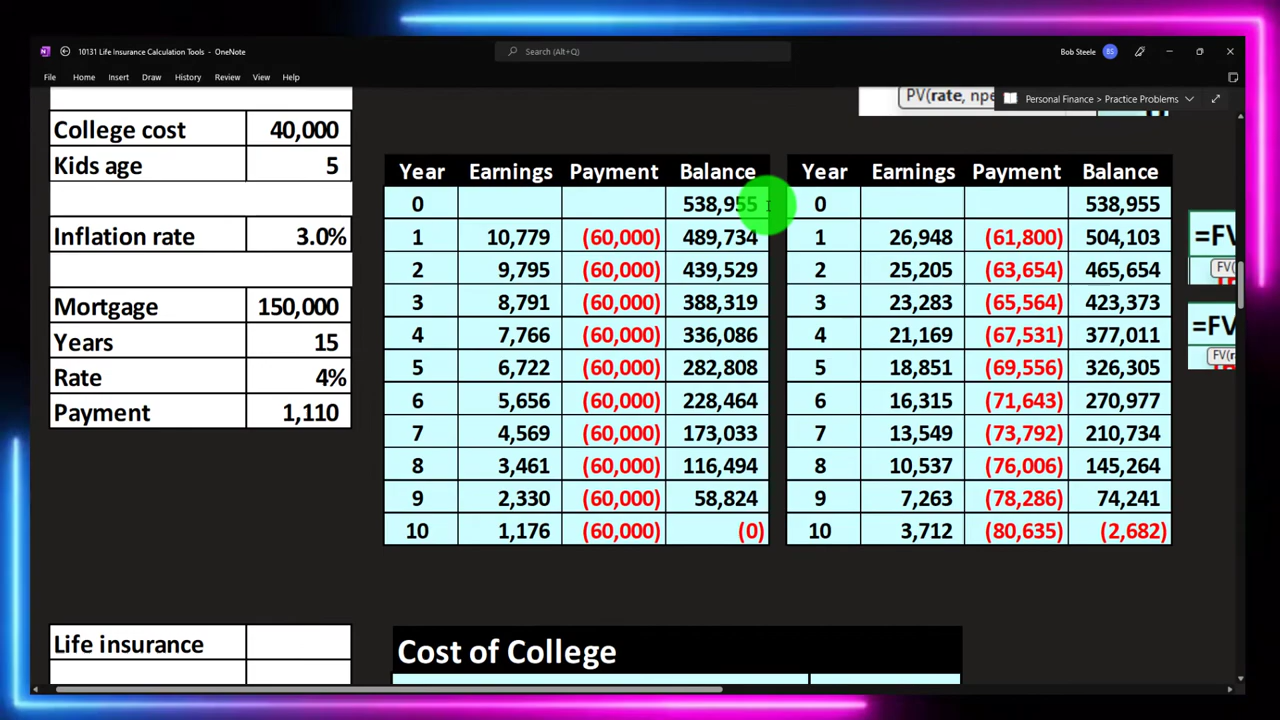 10131 Life Insurance Calculation Tools - OneNote
Search (Alt+Q)
Bob Steele
BS
File Home Insert Draw History Review View Help
PV(rate, npe
Personal Finance > Practice Problems
College cost 40,000
Kids age 5
Inflation rate 3.0%
Mortgage 150,000
Years 15
Rate 4%
Payment 1,110
Year Earnings Payment Balance
0 538,955
1 10,779 (60,000) 489,734
2 9,795 (60,000) 439,529
3 8,791 (60,000) 388,319
4 7,766 (60,000) 336,086
5 6,722 (60,000) 282,808
6 5,656 (60,000) 228,464
7 4,569 (60,000) 173,033
8 3,461 (60,000) 116,494
9 2,330 (60,000) 58,824
10 1,176 (60,000) (0)
Year Earnings Payment Balance
0 538,955
1 26,948 (61,800) 504,103
2 25,205 (63,654) 465,654
3 23,283 (65,564) 423,373
4 21,169 (67,531) 377,011
5 18,851 (69,556) 326,305
6 16,315 (71,643) 270,977
7 13,549 (73,792) 210,734
8 10,537 (76,006) 145,264
9 7,263 (78,286) 74,241
10 3,712 (80,635) (2,682)
=FV
FV(
=FV
FV(r
Life insurance
Cost of College